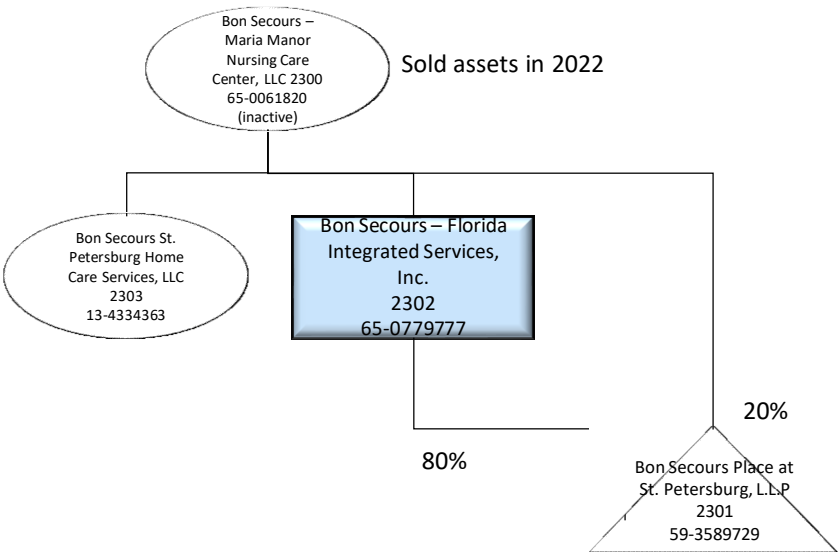 Bon Secours –
Maria Manor
Nursing Care
Center, LLC 2300
65-0061820
(inactive)
Sold assets in 2022
Bon Secours St.
Petersburg Home
Care Services, LLC
2303
13-4334363
Bon Secours – Florida
Integrated Services,
Inc.
2302
65-0779777
80%
20%
Bon Secours Place at
St. Petersburg, L.L.P
2301
59-3589729